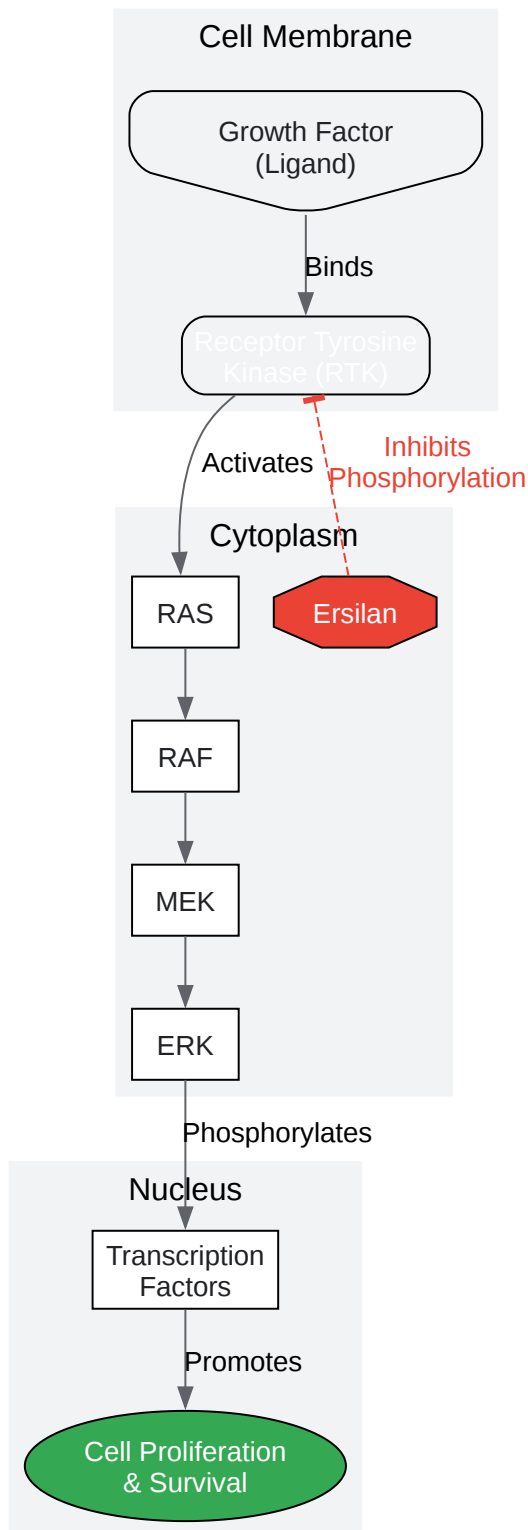 Cell Membrane
Growth Factor
(Ligand)
Binds
Receptor Tyrosine
Kinase (RTK)
Inhibits
Phosphorylation
Activates
Cytoplasm
RAS
Ersilan
RAF
MEK
ERK
Phosphorylates
Nucleus
Transcription
Factors
Promotes
Cell Proliferation
& Survival